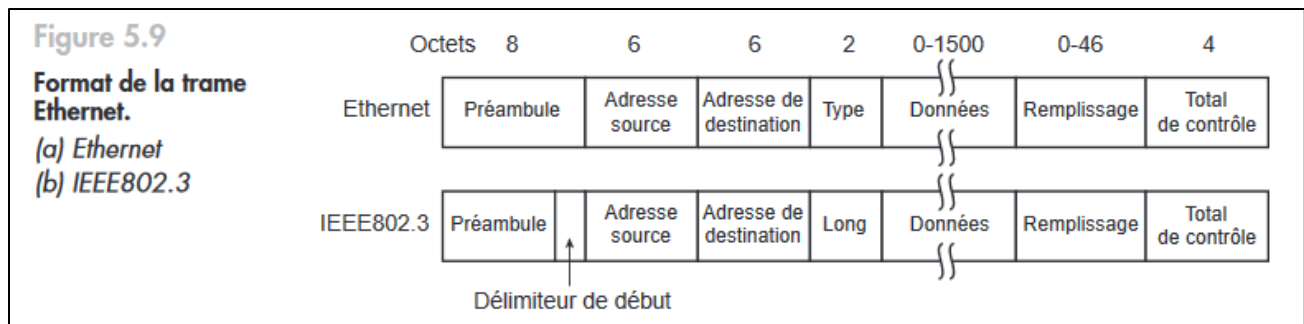 Figure 5.9
Format de la trame
Ethernet.
(a) Ethernet
(b) IEEE802.3
Octets 8 6 6 2 0-1500 0-46 4
Ethernet Préambule Adresse source Adresse de destination Type Données Remplissage Total de contrôle
IEEE802.3 Préambule Adresse source Adresse de destination Long Données Remplissage Total de contrôle
Délimiteur de début